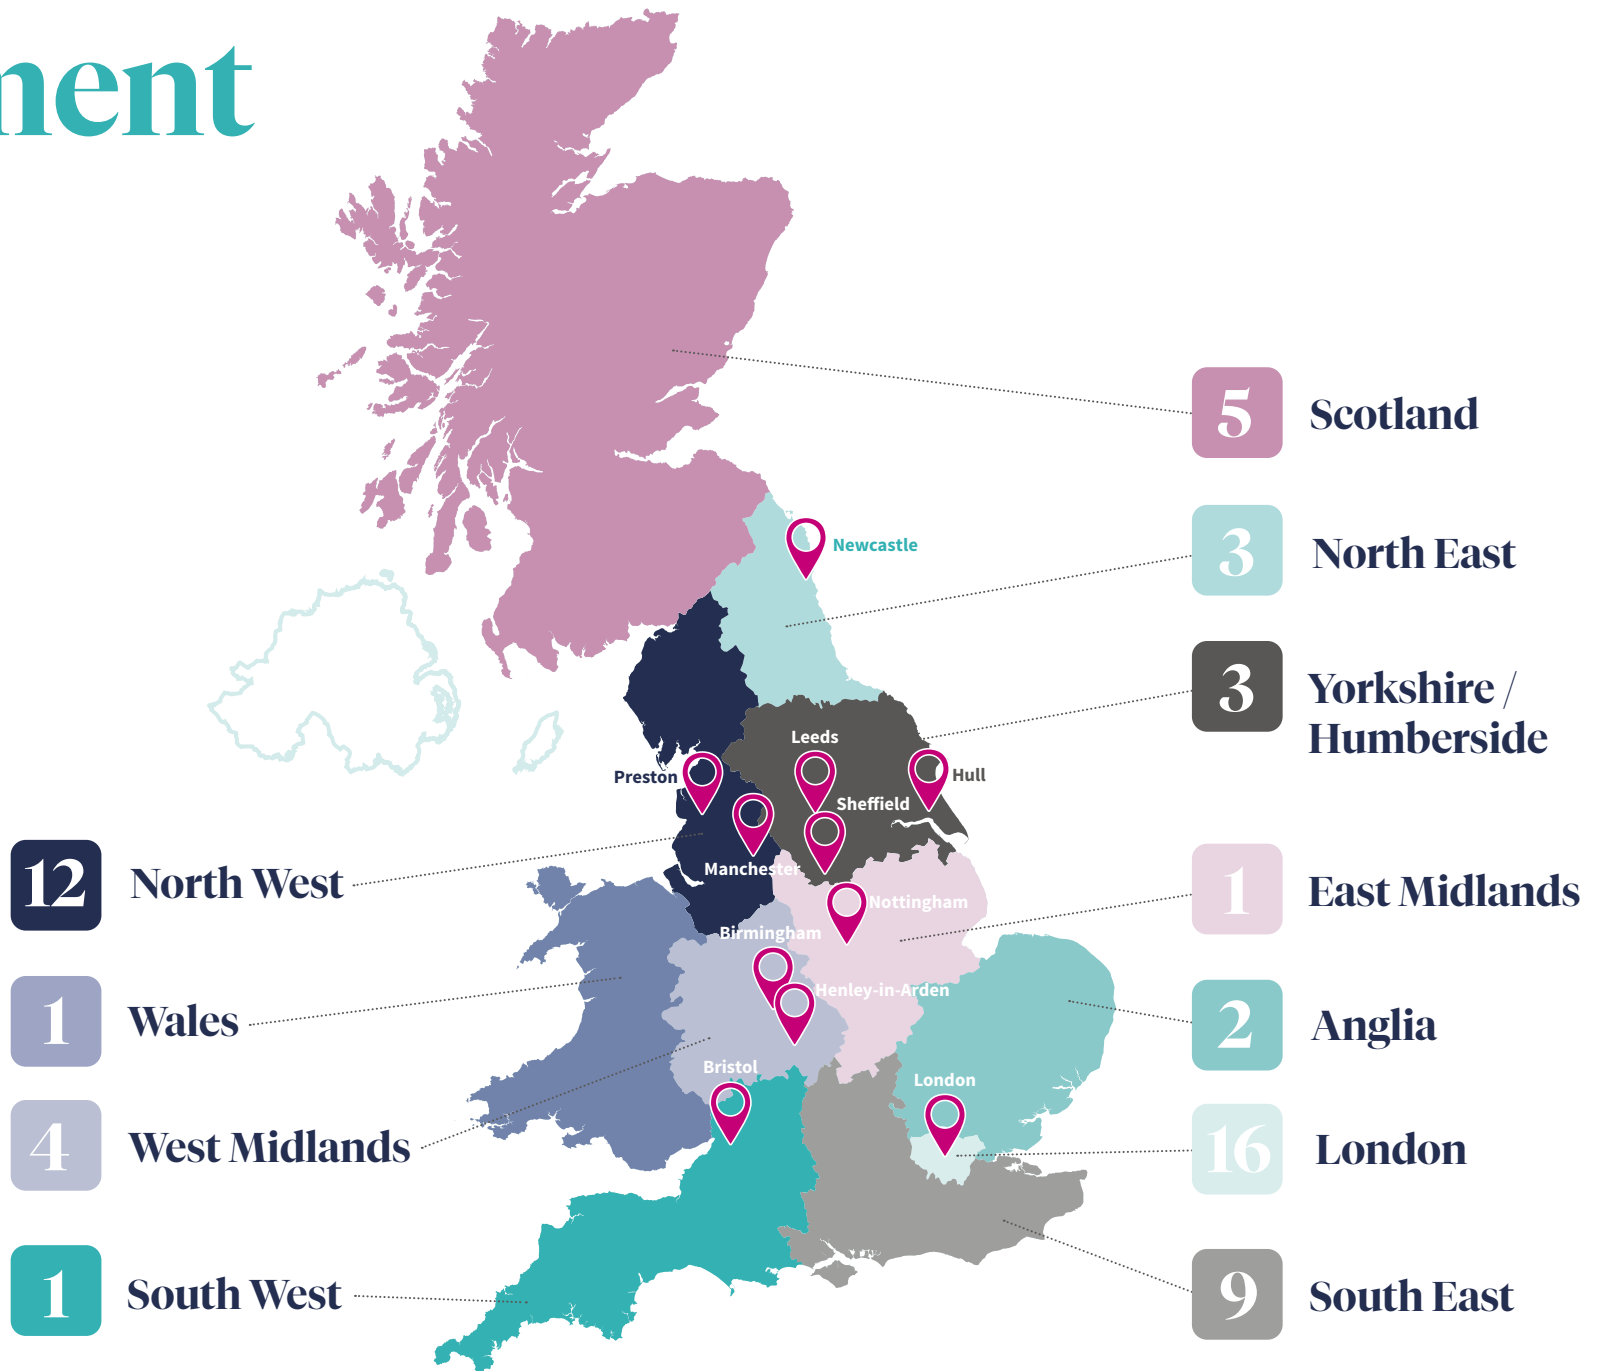 ment
5 Scotland
Newcastle
3 North East
3 Yorkshire /
Humberside
Leeds
Preston
Hull
Sheffield
12 North West
Manchester
1 East Midlands
Nottingham
Birmingham
Henley-in-Arden
1 Wales
2 Anglia
Bristol
London
4 West Midlands
16 London
1 South West
9 South East